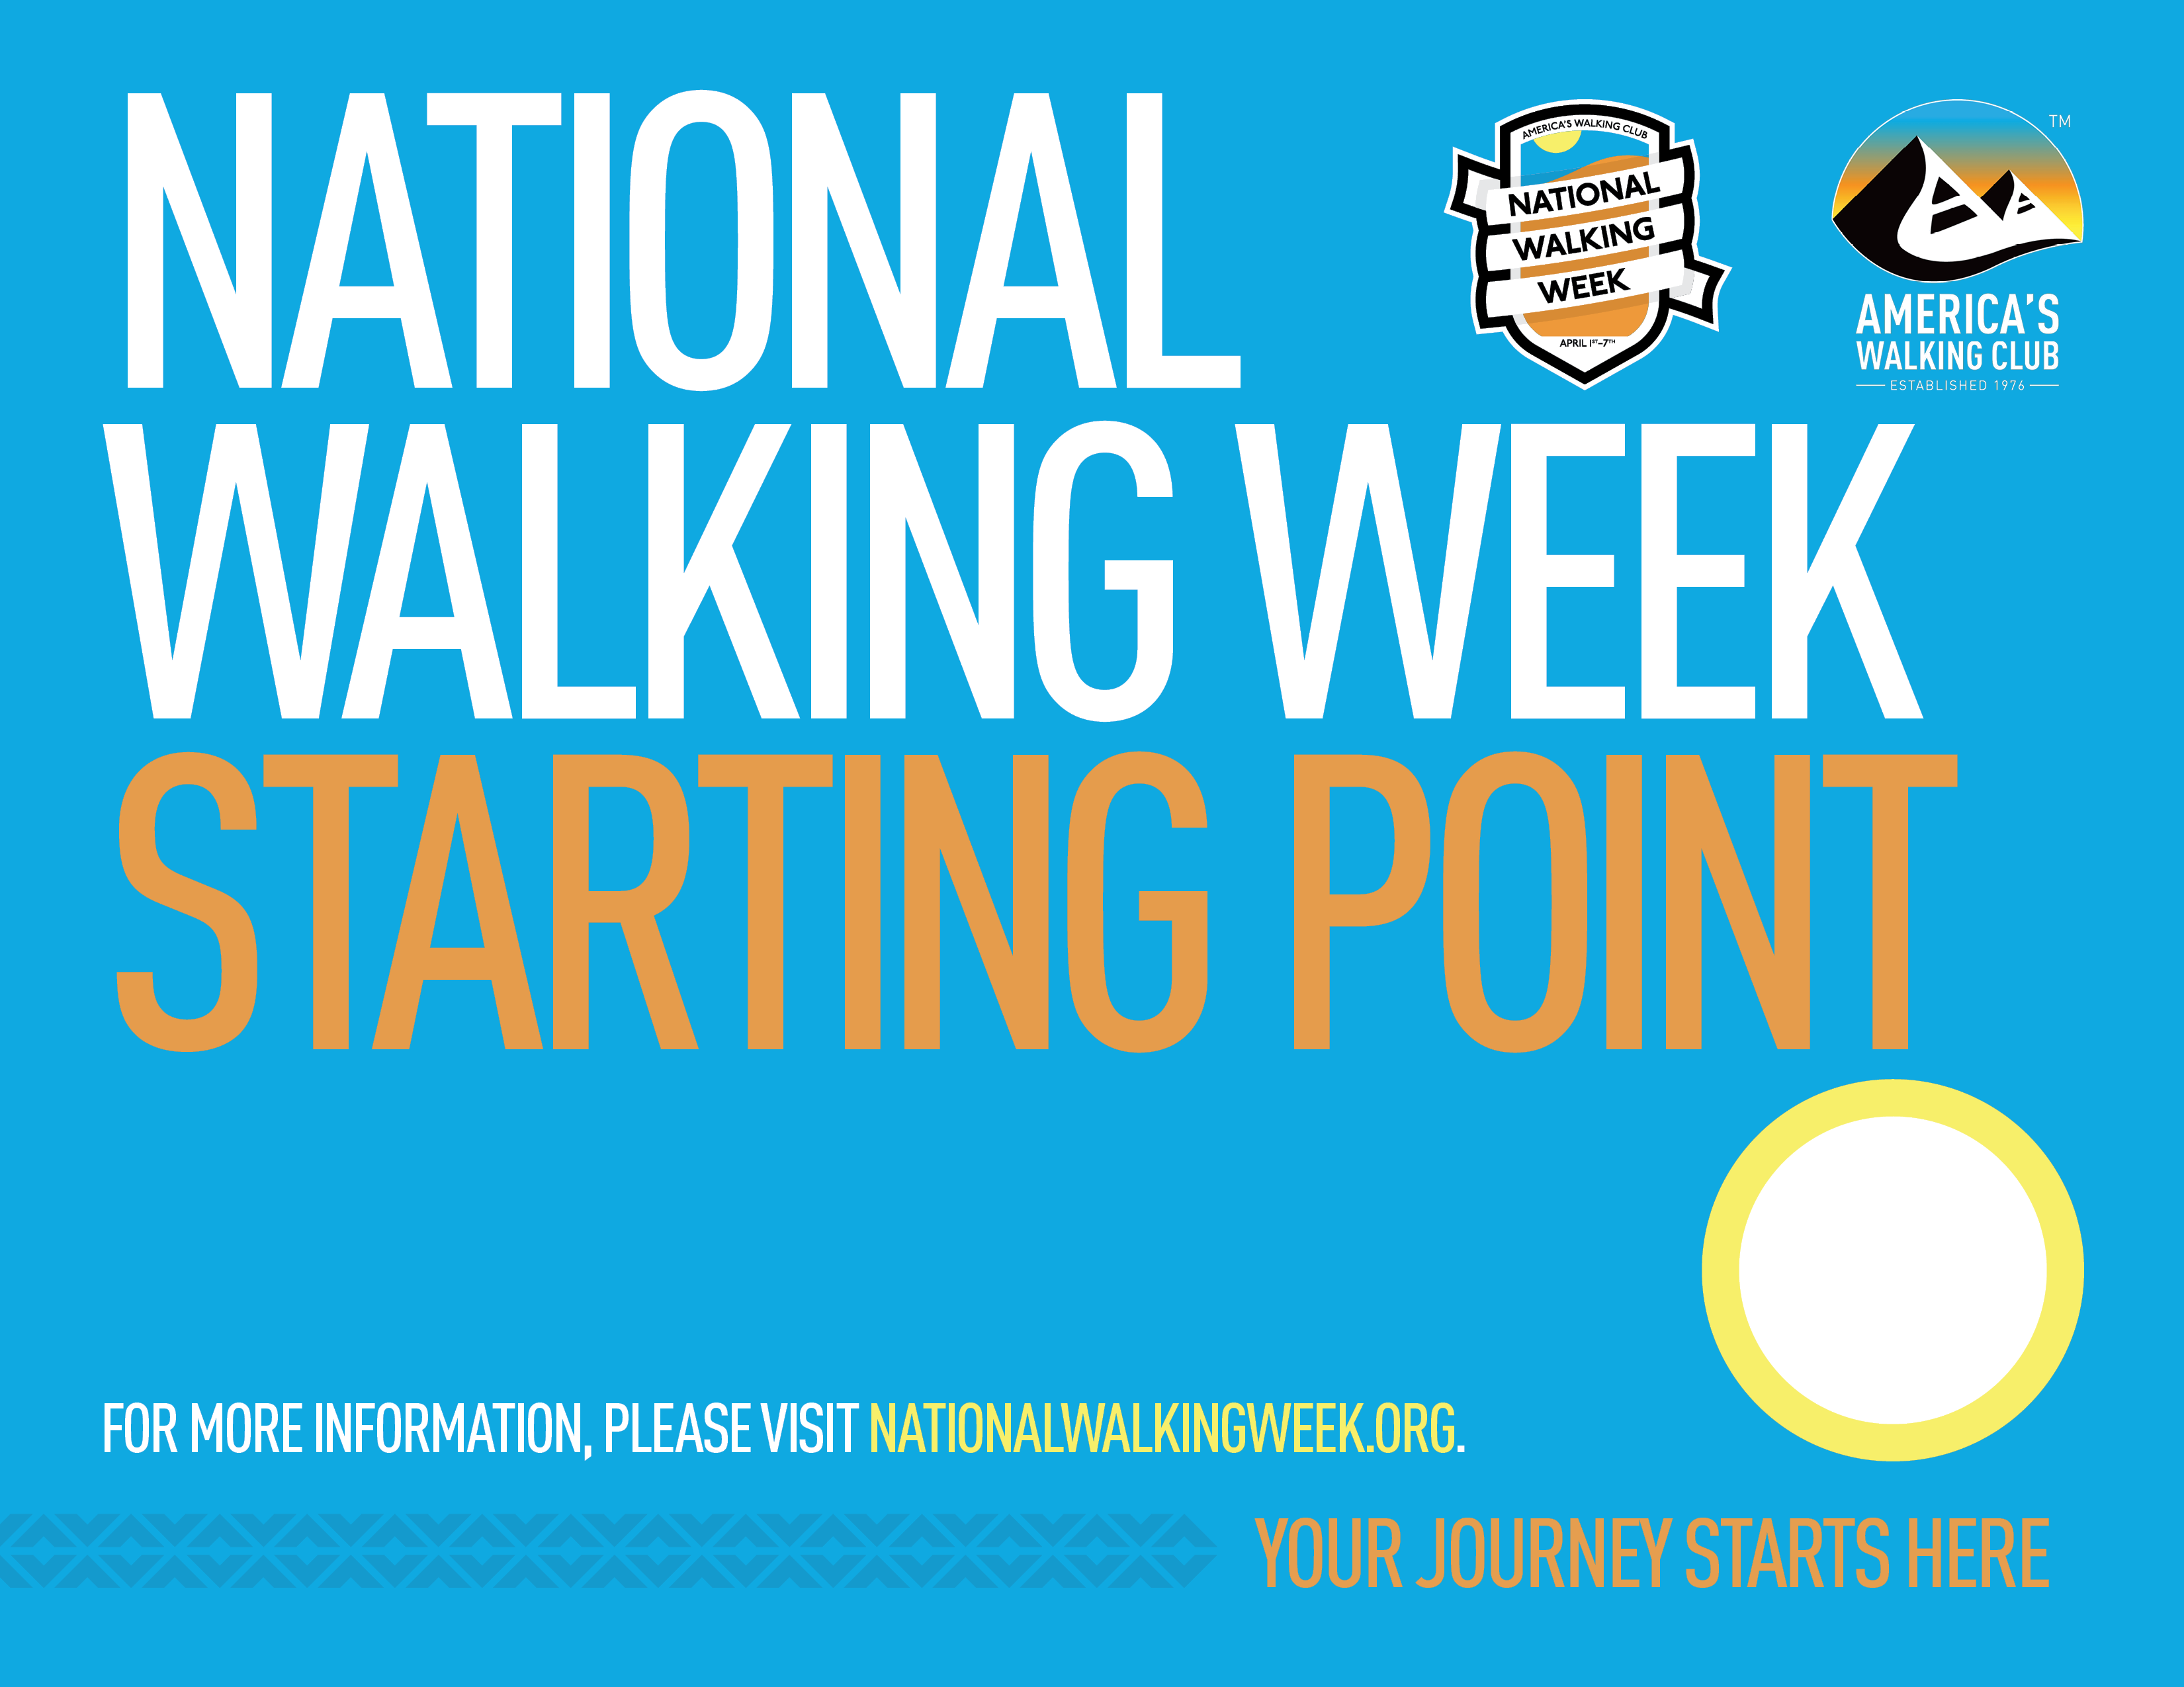 NATIONAL
WALKING WEEK
STARTING POINT
AMERICA'S WALKING CLUB
NATIONAL
WALKING
WEEK
APRIL 1ST–7TH
TM
AMERICA'S
WALKING CLUB
ESTABLISHED 1976
FOR MORE INFORMATION, PLEASE VISIT NATIONALWALKINGWEEK.ORG.
YOUR JOURNEY STARTS HERE